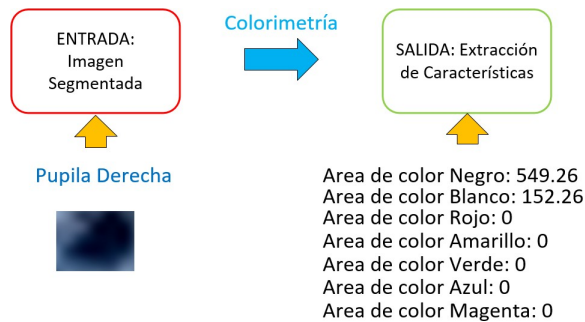 Colorimetría
ENTRADA:
Imagen
Segmentada
SALIDA: Extracción
de Características
Pupila Derecha
Area de color Negro: 549.26
Area de color Blanco: 152.26
Area de color Rojo: 0
Area de color Amarillo: 0
Area de color Verde: 0
Area de color Azul: 0
Area de color Magenta: 0